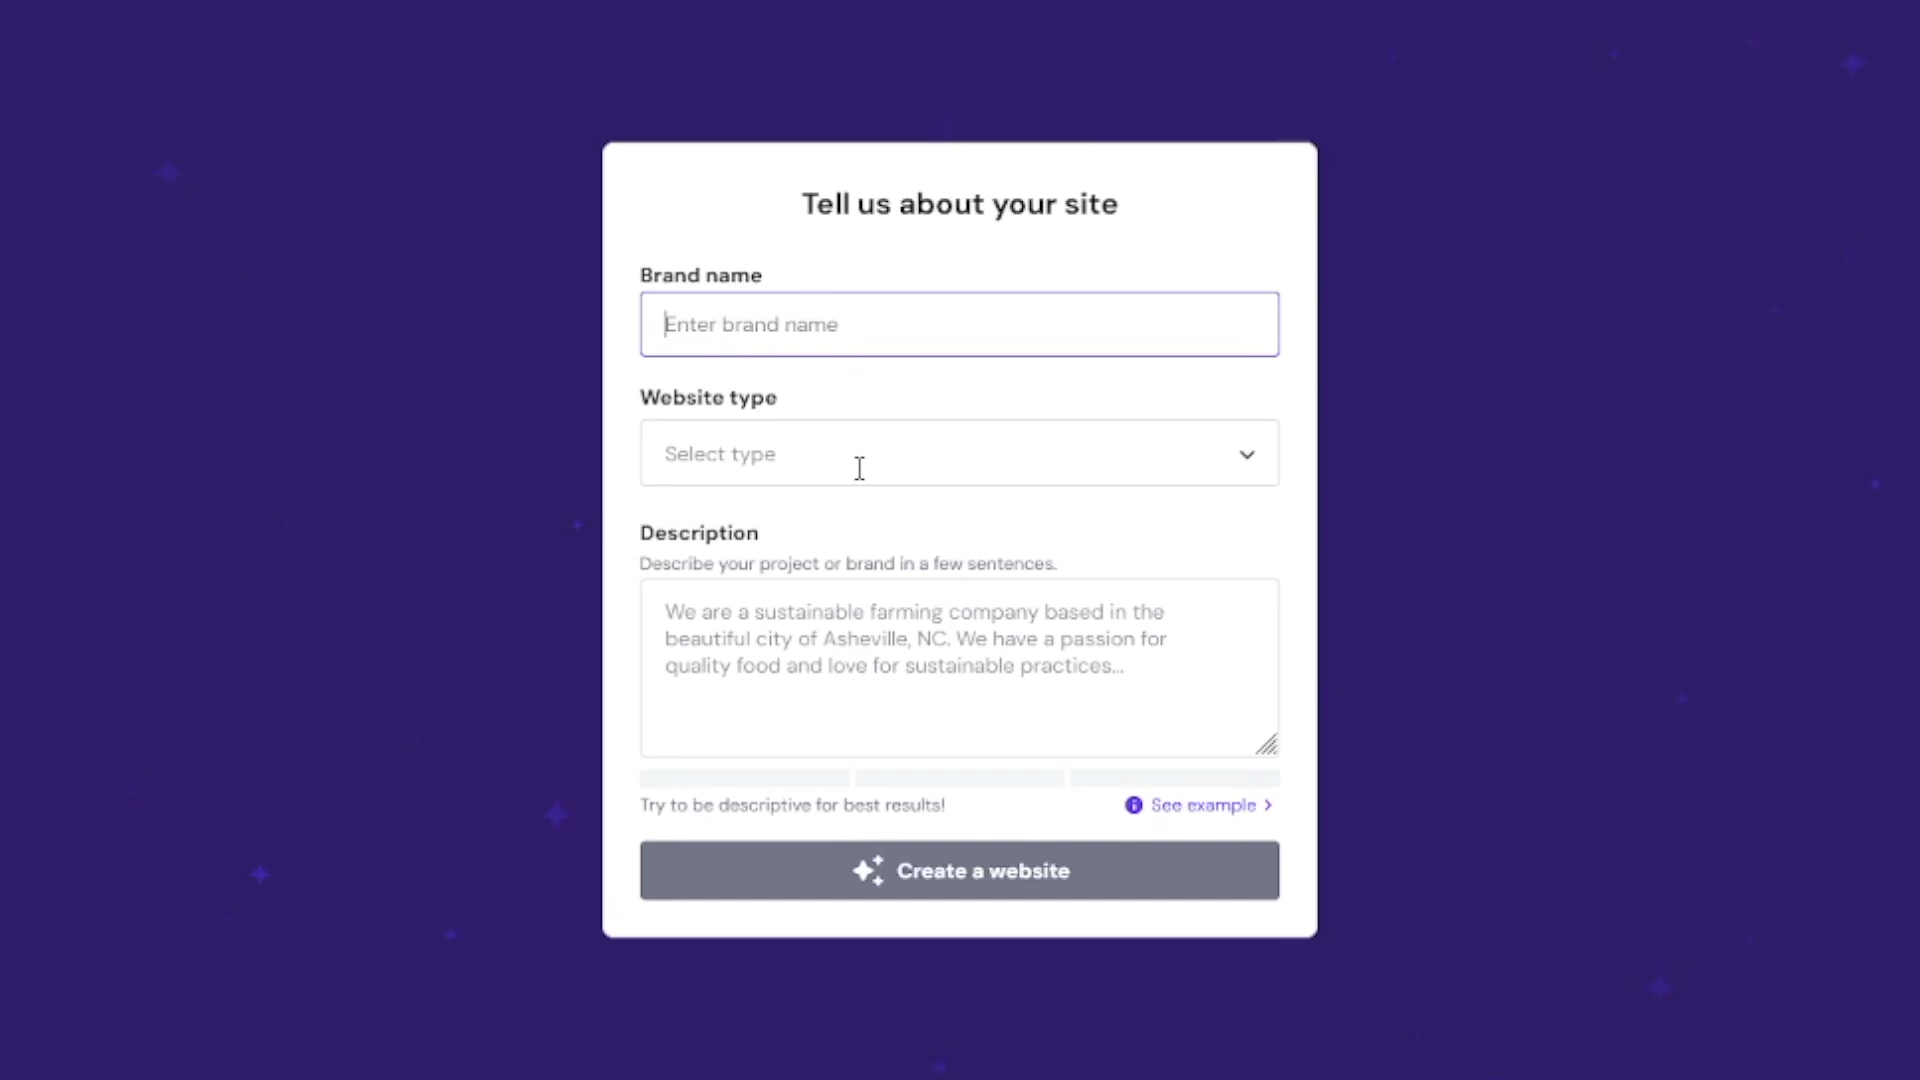 Tell us about your site
Brand name
Enter brand name
Website type
Select type
Description
Describe your project or brand in a few sentences.
We are a sustainable farming company based in the
beautiful city of Asheville, NC. We have a passion for
quality food and love for sustainable practices...
Try to be descriptive for best results!
See example >
Create a website